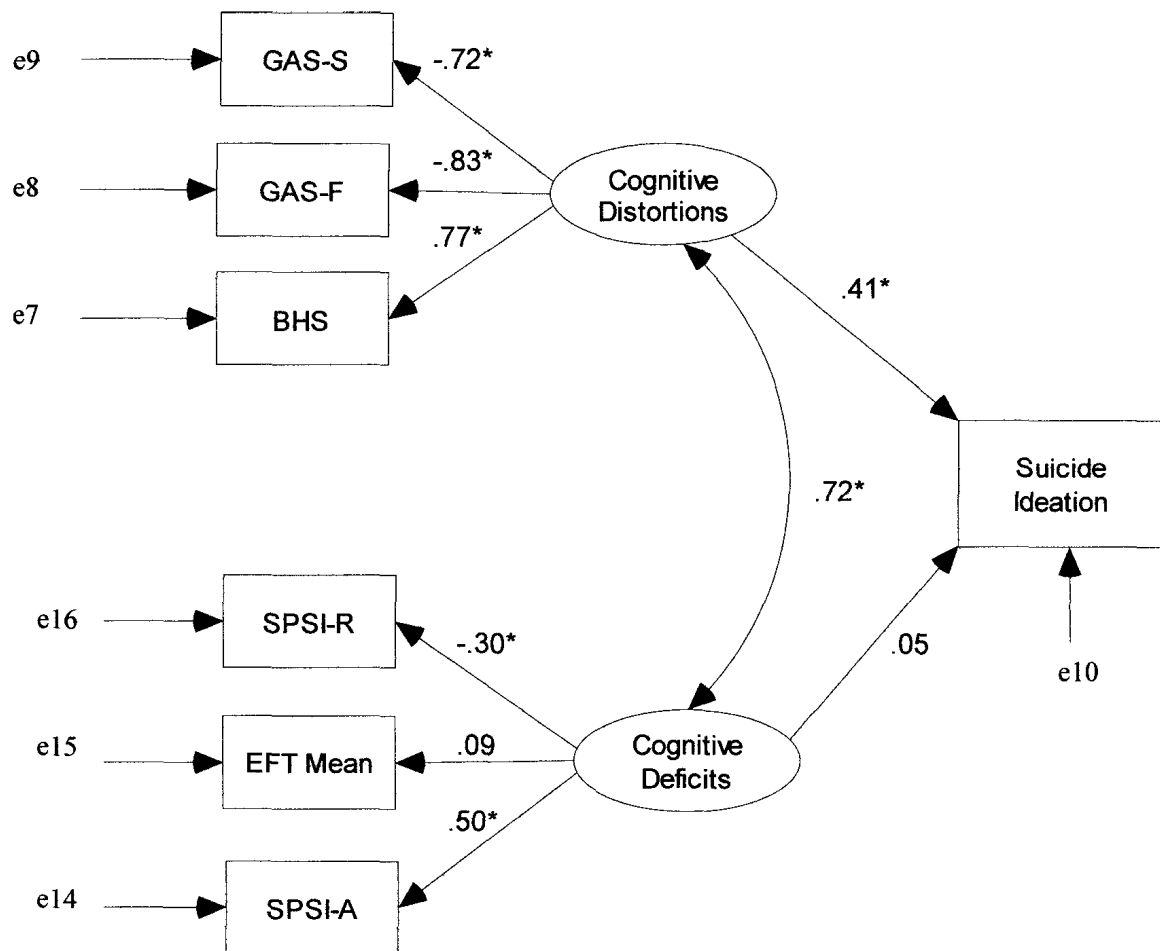 e9
GAS-S
-.72*
e8
GAS-F
-.83*
Cognitive
Distortions
.77*
e7
BHS
.41*
.72*
Suicide
Ideation
e16
SPSI-R
-.30*
.05
e10
e15
EFT Mean
.09
Cognitive
Deficits
.50*
e14
SPSI-A